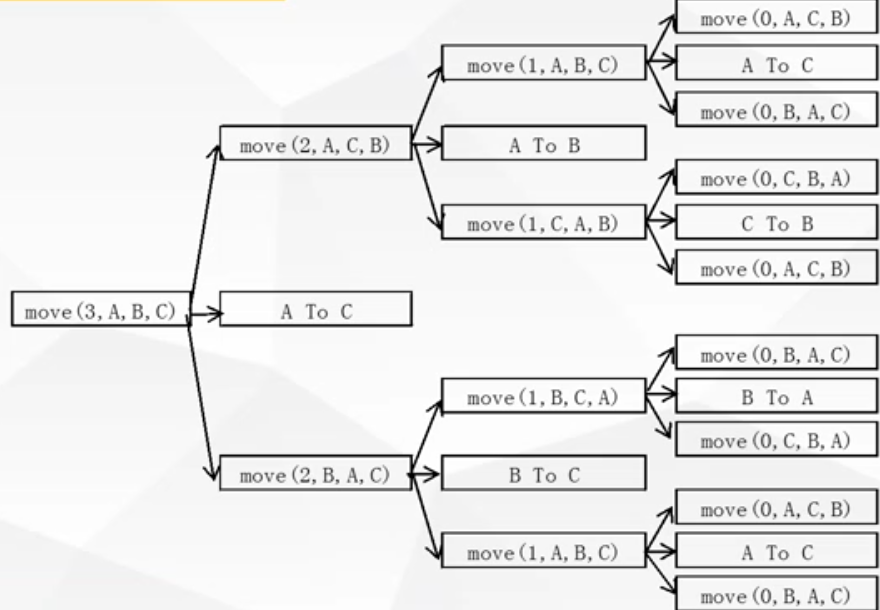 move(0,A,C,B)
move(1,A,B,C)
A To C
move(0,B,A,C)
move(2,A,C,B)
A To B
move(0,C,B,A)
move(1,C,A,B)
C To B
move(0,A,C,B)
move(3,A,B,C)
A To C
move(0,B,A,C)
move(1,B,C,A)
B To A
move(0,C,B,A)
move(2,B,A,C)
B To C
move(0,A,C,B)
move(1,A,B,C)
A To C
move(0,B,A,C)